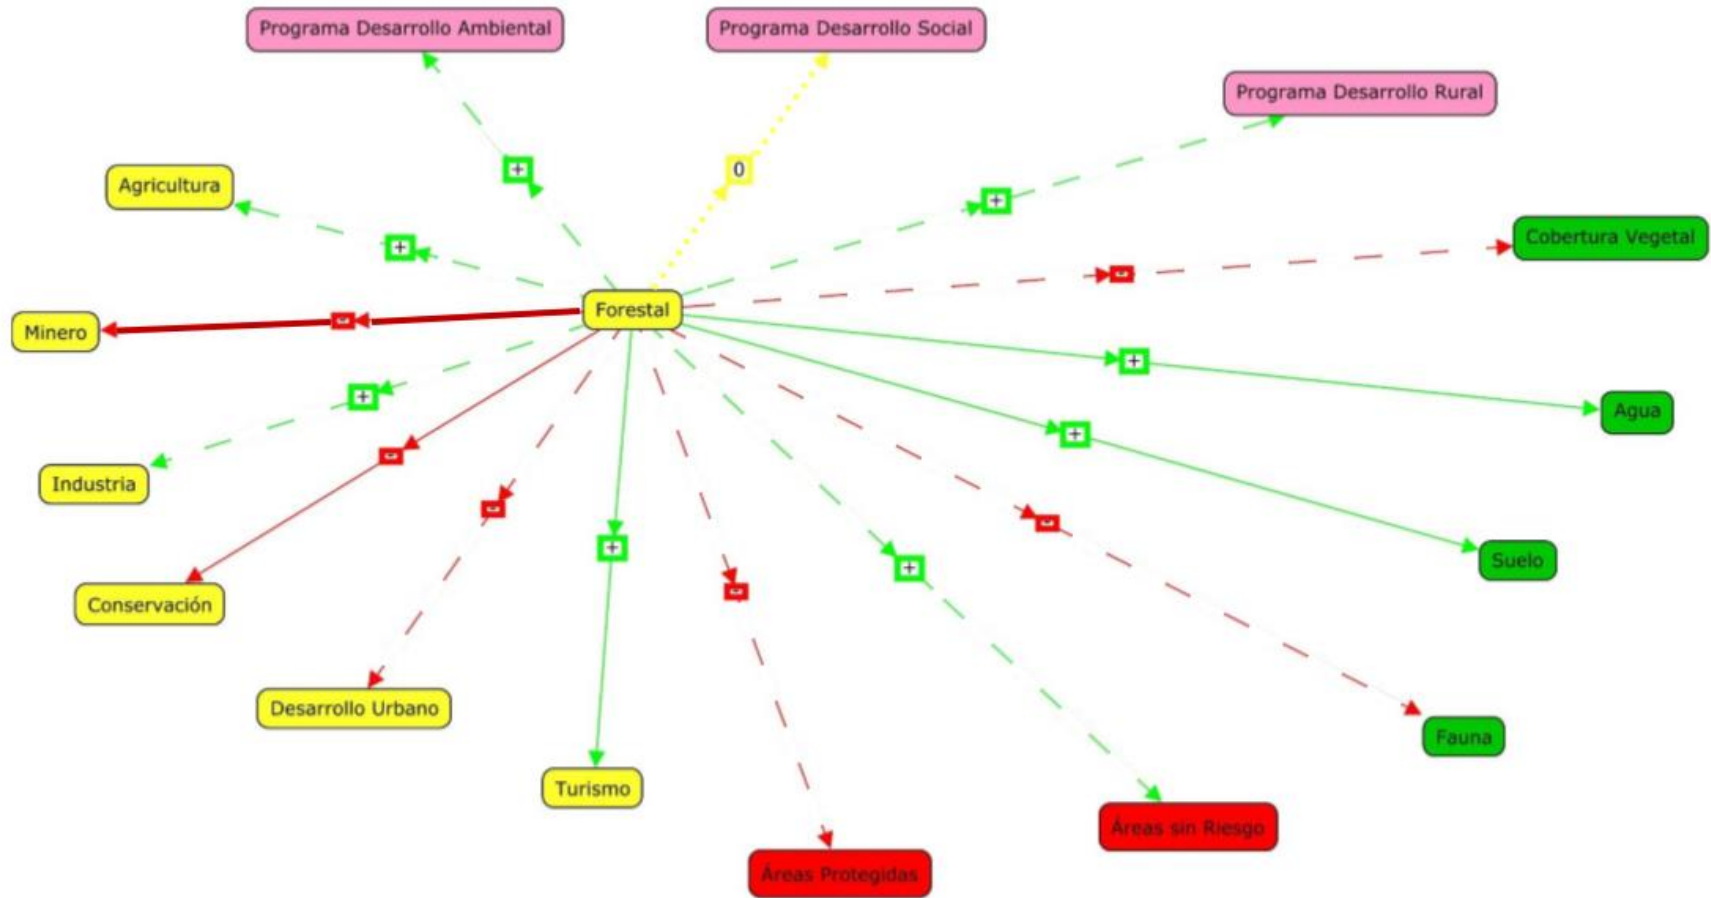 Programa Desarrollo Ambiental
Programa Desarrollo Social
Programa Desarrollo Rural
+
0
Agricultura
+
Cobertura Vegetal
+
-
Forestal
Minero
-
+
Agua
+
+
Industria
-
-
-
+
Suelo
+
-
Conservación
Desarrollo Urbano
Fauna
Turismo
Áreas sin Riesgo
Áreas Protegidas